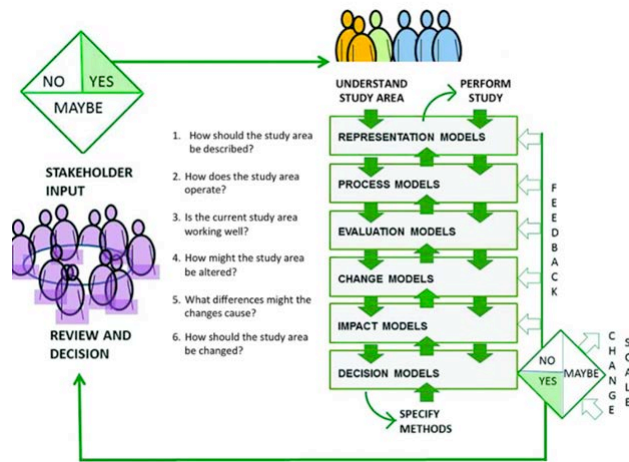 NO YES
MAYBE
STAKEHOLDER
INPUT
REVIEW AND
DECISION
1. How should the study area
be described?
2. How does the study area
operate?
3. Is the current study area
working well?
4. How might the study area
be altered?
5. What differences might the
changes cause?
6. How should the study area
be changed?
UNDERSTAND
STUDY AREA
PERFORM
STUDY
REPRESENTATION MODELS
PROCESS MODELS
EVALUATION MODELS
CHANGE MODELS
IMPACT MODELS
DECISION MODELS
SPECIFY
METHODS
FEEDBACK
NO
YES
MAYBE
CHANGE
SCALE